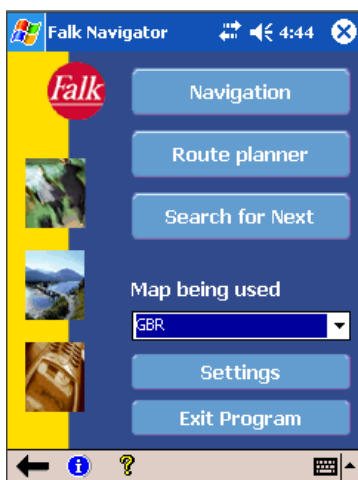 Falk Navigator 4:44
Falk
Navigation
Route planner
Search for Next
Map being used
GBR
Settings
Exit Program